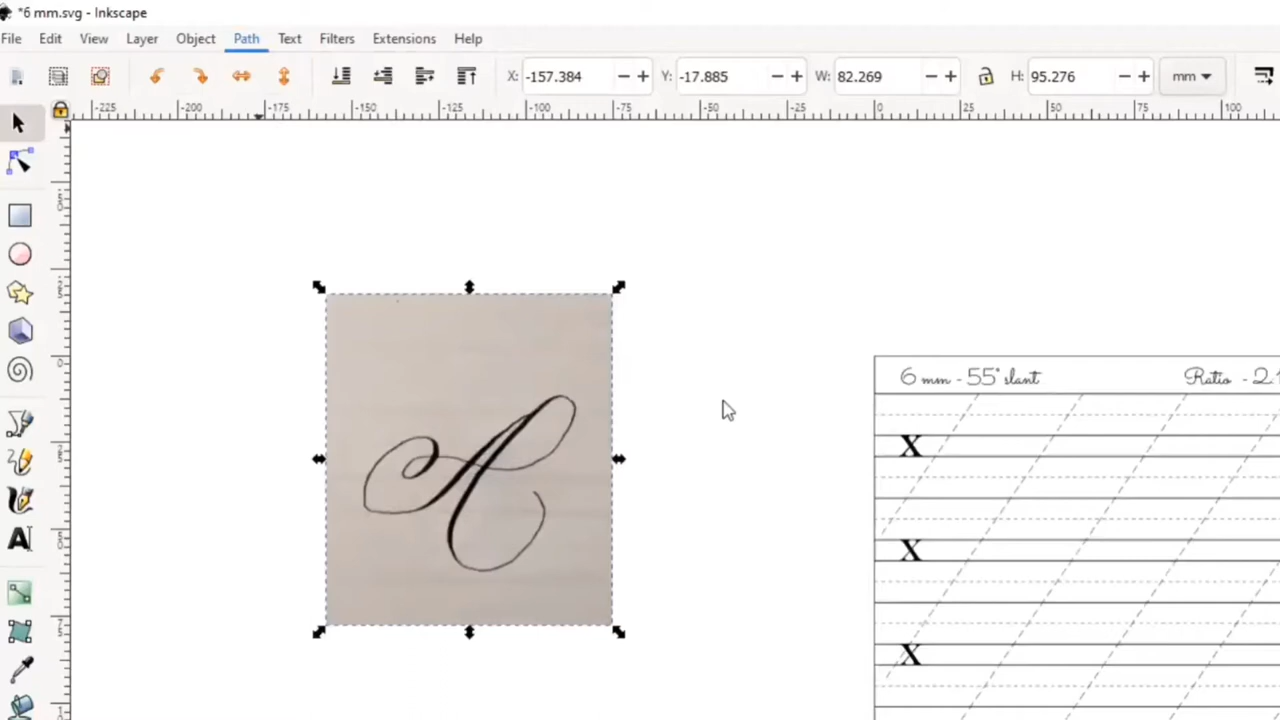 *6 mm.svg - Inkscape
File Edit View Layer Object Path Text Filters Extensions Help
X: -157.384 − + Y: -17.885 − + W: 82.269 − + H: 95.276 − + mm
-225 -200 -175 -150 -125 -100 -75 -50 -25 0 25 50 75 100
A
6 mm - 55° slant Ratio - 2:
X
X
X